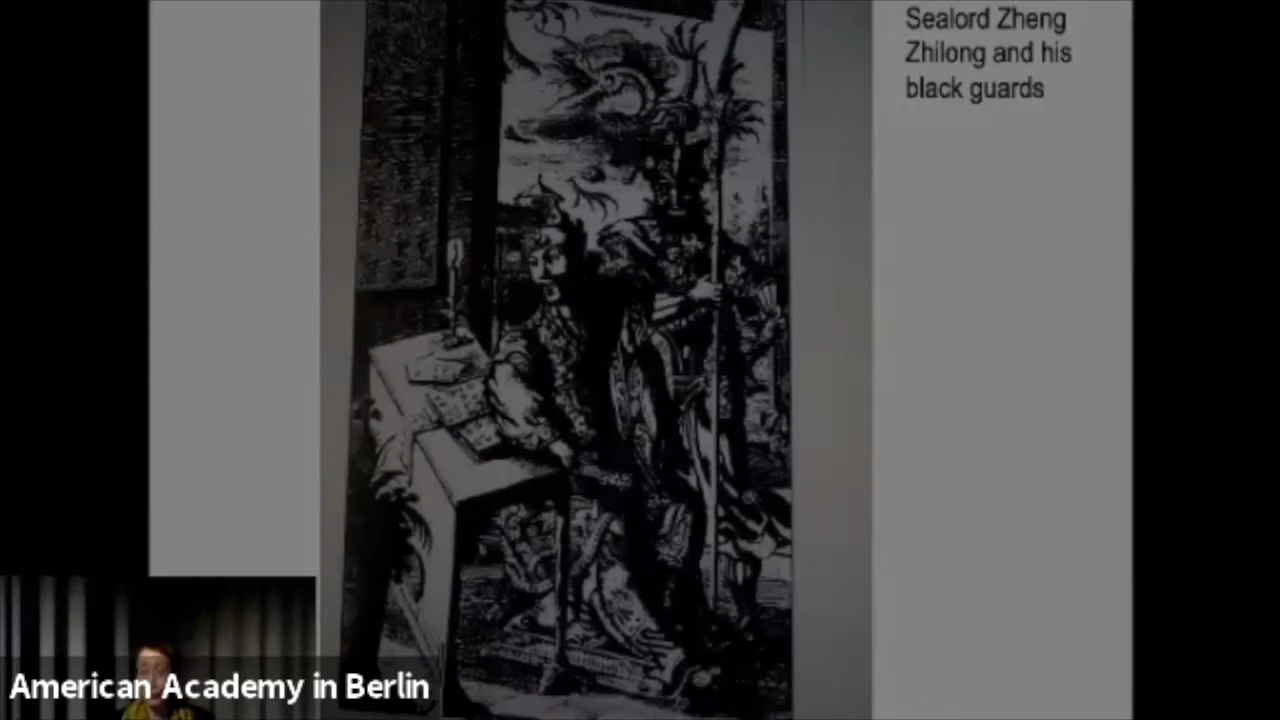 Sealord Zheng
Zhilong and his
black guards
American Academy in Berlin